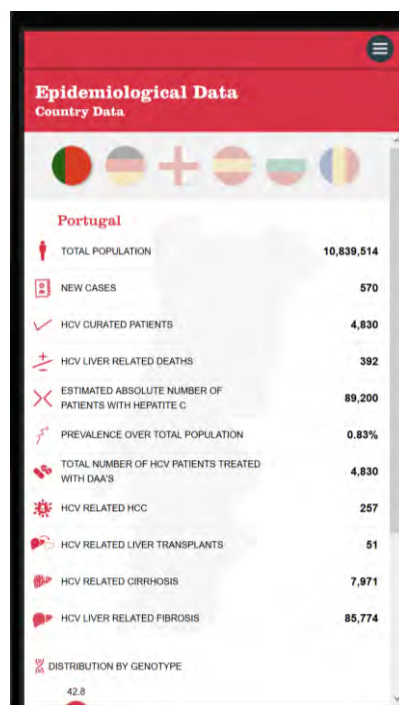 Epidemiological Data
Country Data
Portugal
TOTAL POPULATION 10,839,514
NEW CASES 570
HCV CURATED PATIENTS 4,830
HCV LIVER RELATED DEATHS 392
ESTIMATED ABSOLUTE NUMBER OF
PATIENTS WITH HEPATITE C 89,200
PREVALENCE OVER TOTAL POPULATION 0.83%
TOTAL NUMBER OF HCV PATIENTS TREATED
WITH DAA'S 4,830
HCV RELATED HCC 257
HCV RELATED LIVER TRANSPLANTS 51
HCV RELATED CIRRHOSIS 7,971
HCV LIVER RELATED FIBROSIS 85,774
DISTRIBUTION BY GENOTYPE
42.8